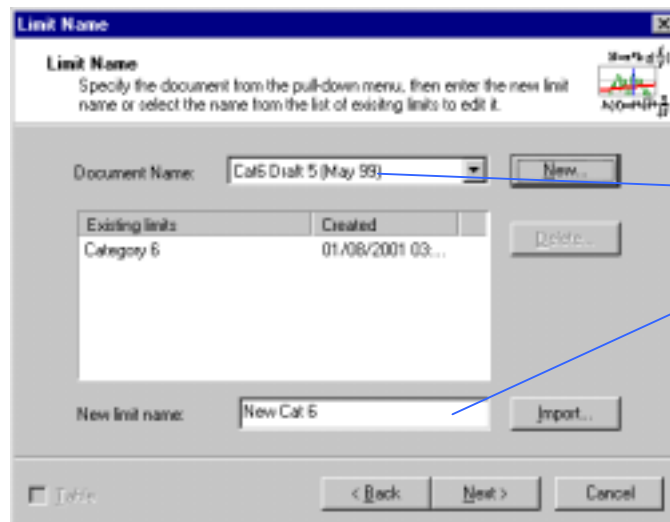 Limit Name
Limit Name
Specify the document from the pull-down menu, then enter the new limit
name or select the name from the list of exisitng limits to edit it.
Document Name: Cat6 Draft 5 (May 99) New...
Existing limits Created
Category 6 01/08/2001 03:...
Delete...
New limit name: New Cat 6 Import...
Table < Back Next > Cancel